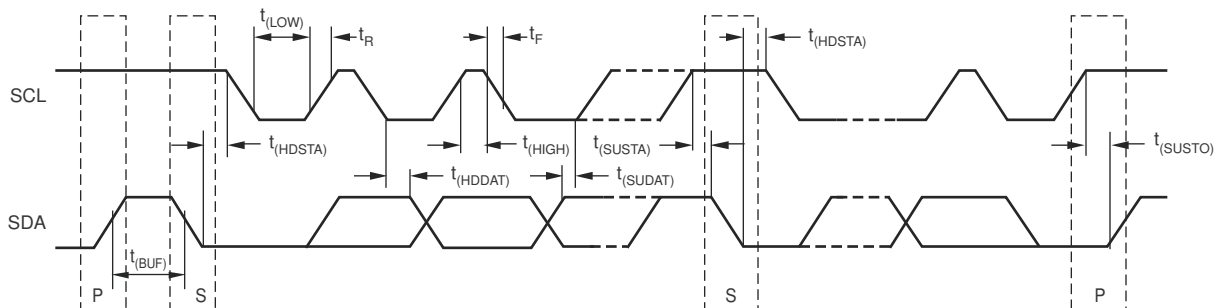 t(LOW)
tR
tF
t(HDSTA)
SCL
t(HDSTA)
t(HIGH)
t(SUSTA)
t(SUSTO)
t(HDDAT)
t(SUDAT)
SDA
t(BUF)
P
S
S
P